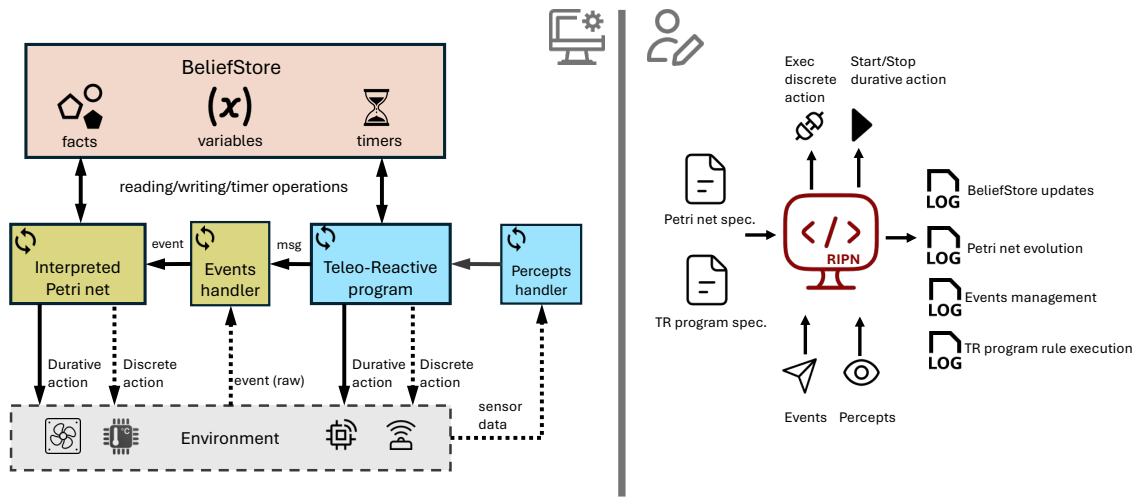 BeliefStore
(x)
facts
variables
timers
reading/writing/timer operations
Interpreted
Petri net
event
Events
handler
msg
Teleo-Reactive
program
Percepts
handler
Durative
action
Discrete
action
event (raw)
Durative
action
Discrete
action
sensor
data
°C
Environment
Exec
discrete
action
Start/Stop
durative action
Petri net spec.
TR program spec.
</>
RIPN
Events
Percepts
LOG
BeliefStore updates
LOG
Petri net evolution
LOG
Events management
LOG
TR program rule execution